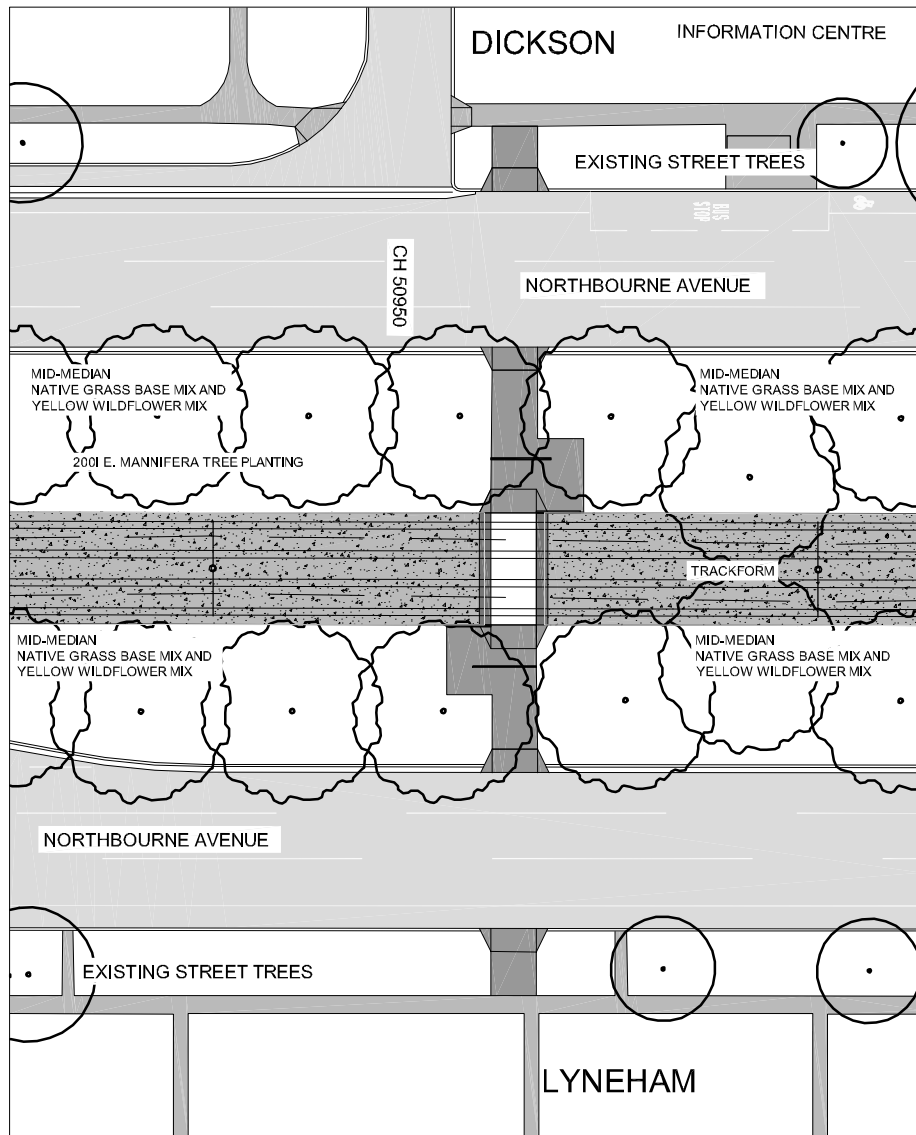 DICKSON
INFORMATION CENTRE
EXISTING STREET TREES
BUS
STOP
CH 50950
NORTHBOURNE AVENUE
MID-MEDIAN
NATIVE GRASS BASE MIX AND
YELLOW WILDFLOWER MIX
MID-MEDIAN
NATIVE GRASS BASE MIX AND
YELLOW WILDFLOWER MIX
200l E. MANNIFERA TREE PLANTING
TRACKFORM
MID-MEDIAN
NATIVE GRASS BASE MIX AND
YELLOW WILDFLOWER MIX
MID-MEDIAN
NATIVE GRASS BASE MIX AND
YELLOW WILDFLOWER MIX
NORTHBOURNE AVENUE
EXISTING STREET TREES
LYNEHAM